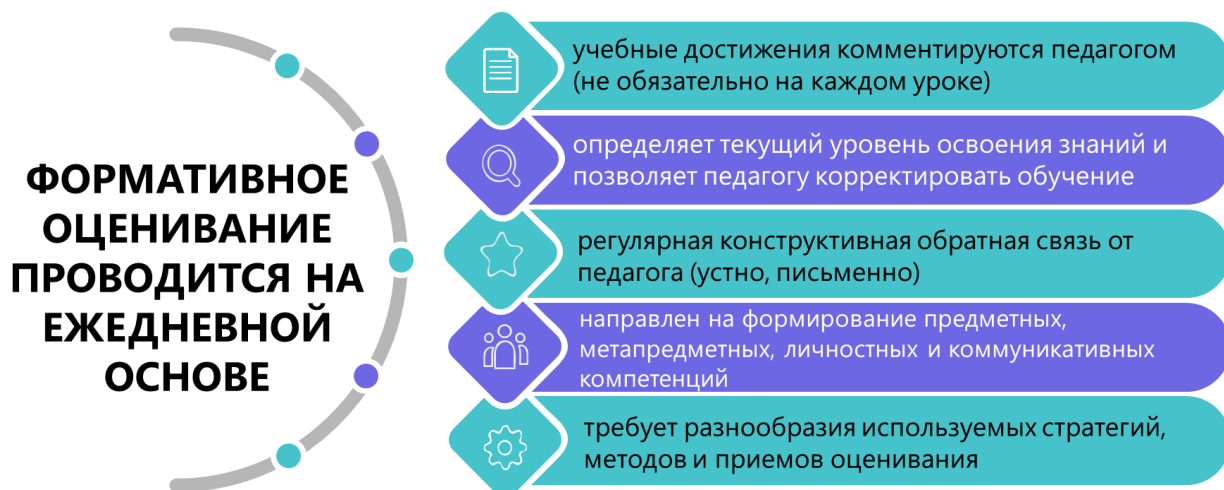 ФОРМАТИВНОЕ
ОЦЕНИВАНИЕ
ПРОВОДИТСЯ НА
ЕЖЕДНЕВНОЙ
ОСНОВЕ
учебные достижения комментируются педагогом
(не обязательно на каждом уроке)
определяет текущий уровень освоения знаний и
позволяет педагогу корректировать обучение
регулярная конструктивная обратная связь от
педагога (устно, письменно)
направлен на формирование предметных,
метапредметных, личностных и коммуникативных
компетенций
требует разнообразия используемых стратегий,
методов и приемов оценивания